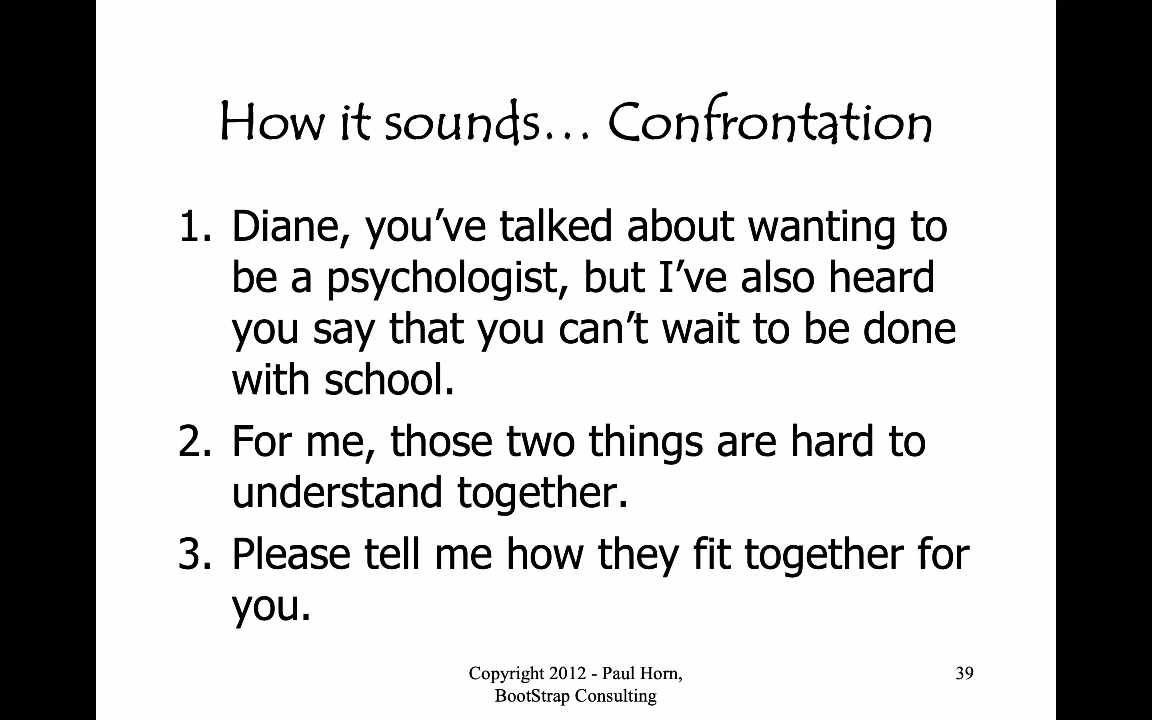 How it sounds… Confrontation
1. Diane, you’ve talked about wanting to
be a psychologist, but I’ve also heard
you say that you can’t wait to be done
with school.
2. For me, those two things are hard to
understand together.
3. Please tell me how they fit together for
you.
Copyright 2012 - Paul Horn,
BootStrap Consulting
39